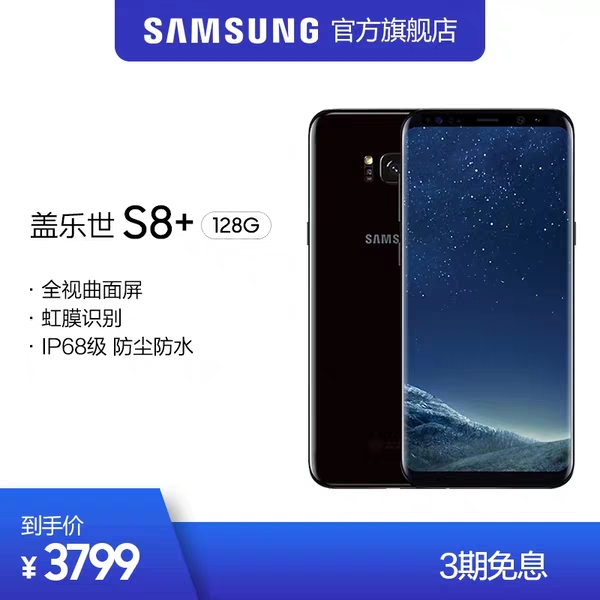 SAMSUNG 官方旗舰店
盖乐世 S8+ 128G
· 全视曲面屏
· 虹膜识别
· IP68级 防尘防水
SAMS
到手价
¥ 3799
3期免息